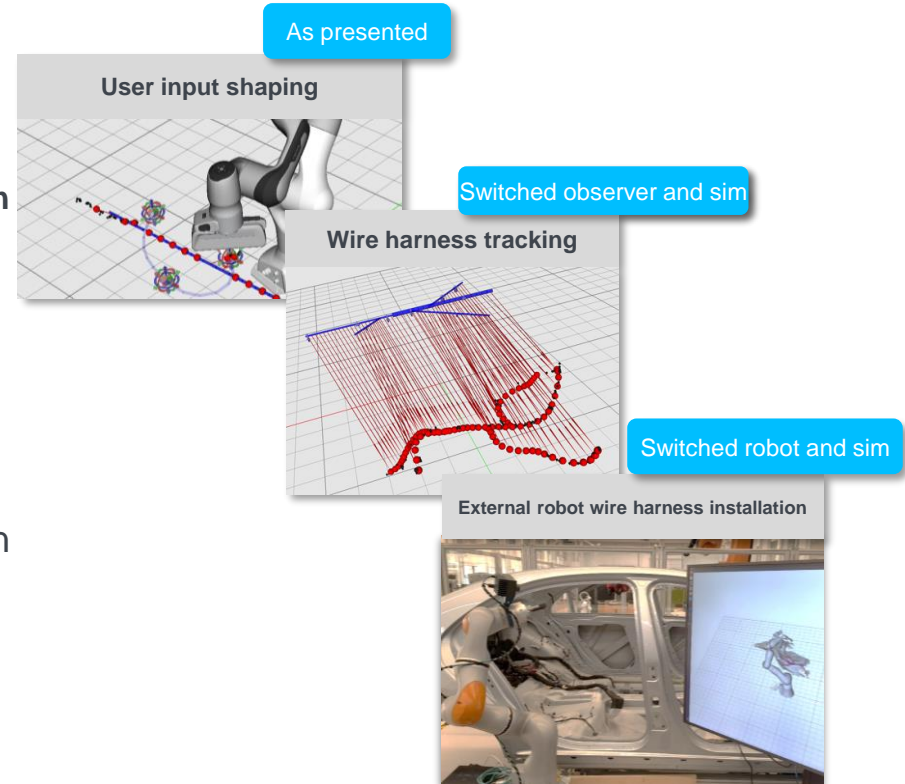 As presented
User input shaping
Switched observer and sim
Wire harness tracking
Switched robot and sim
External robot wire harness installation